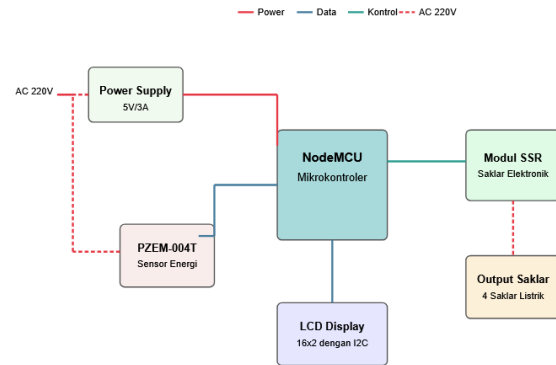 Power Data Kontrol AC 220V
AC 220V
Power Supply
5V/3A
NodeMCU
Mikrokontroler
Modul SSR
Saklar Elektronik
PZEM-004T
Sensor Energi
Output Saklar
4 Saklar Listrik
LCD Display
16x2 dengan I2C